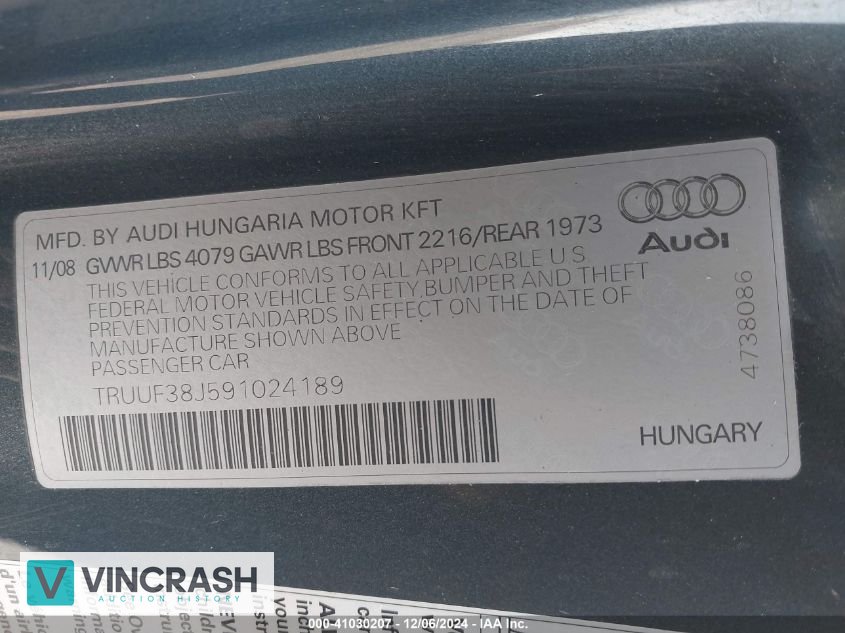 MFD. BY AUDI HUNGARIA MOTOR KFT
11/08 GVWR LBS 4079 GAWR LBS FRONT 2216/REAR 1973
THIS VEHICLE CONFORMS TO ALL APPLICABLE U.S.
FEDERAL MOTOR VEHICLE SAFETY,BUMPER AND THEFT
PREVENTION STANDARDS IN EFFECT ON THE DATE OF
MANUFACTURE SHOWN ABOVE
PASSENGER CAR
TRUUF38J591024189
Audi
4738086
HUNGARY
V VINCRASH
AUCTION HISTORY
000-41030207 - 12/06/2024 - IAA Inc.